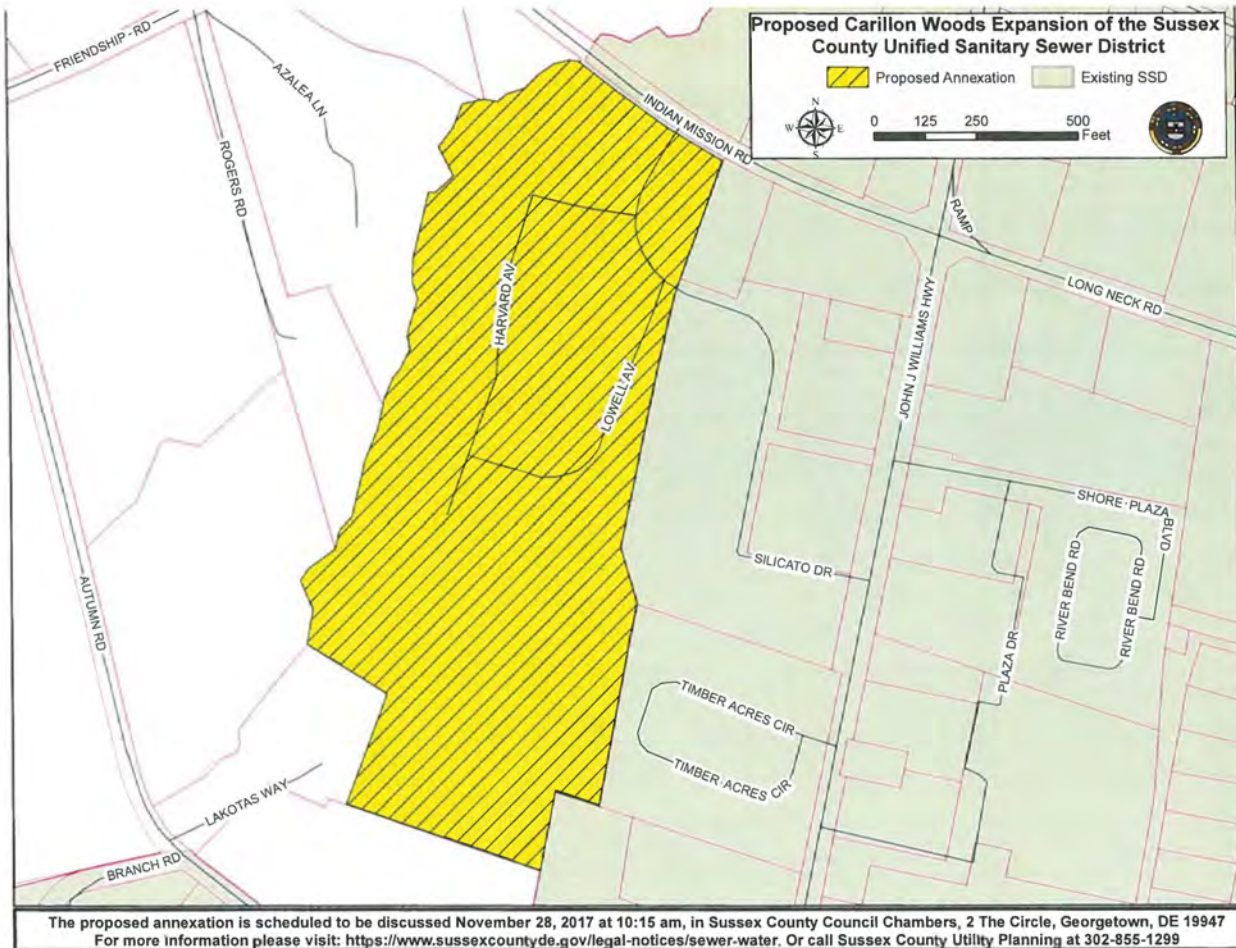 Proposed Carillon Woods Expansion of the Sussex
County Unified Sanitary Sewer District
Proposed Annexation
Existing SSD
N
W E
S
0 125 250 500
Feet
FRIENDSHIP RD
AZALEA LN
ROGERS RD
INDIAN MISSION RD
RAMP
LONG NECK RD
HARVARD AV
LOWELL AV
JOHN J WILLIAMS HWY
SHORE PLAZA
BLVD
SILICATO DR
RIVER BEND RD
RIVER BEND RD
AUTUMN RD
PLAZA DR
TIMBER ACRES CIR
TIMBER ACRES CIR
LAKOTAS WAY
BRANCH RD
The proposed annexation is scheduled to be discussed November 28, 2017 at 10:15 am, in Sussex County Council Chambers, 2 The Circle, Georgetown, DE 19947
For more information please visit: https://www.sussexcountyde.gov/legal-notices/sewer-water. Or call Sussex County Utility Planning at 302-855-1299